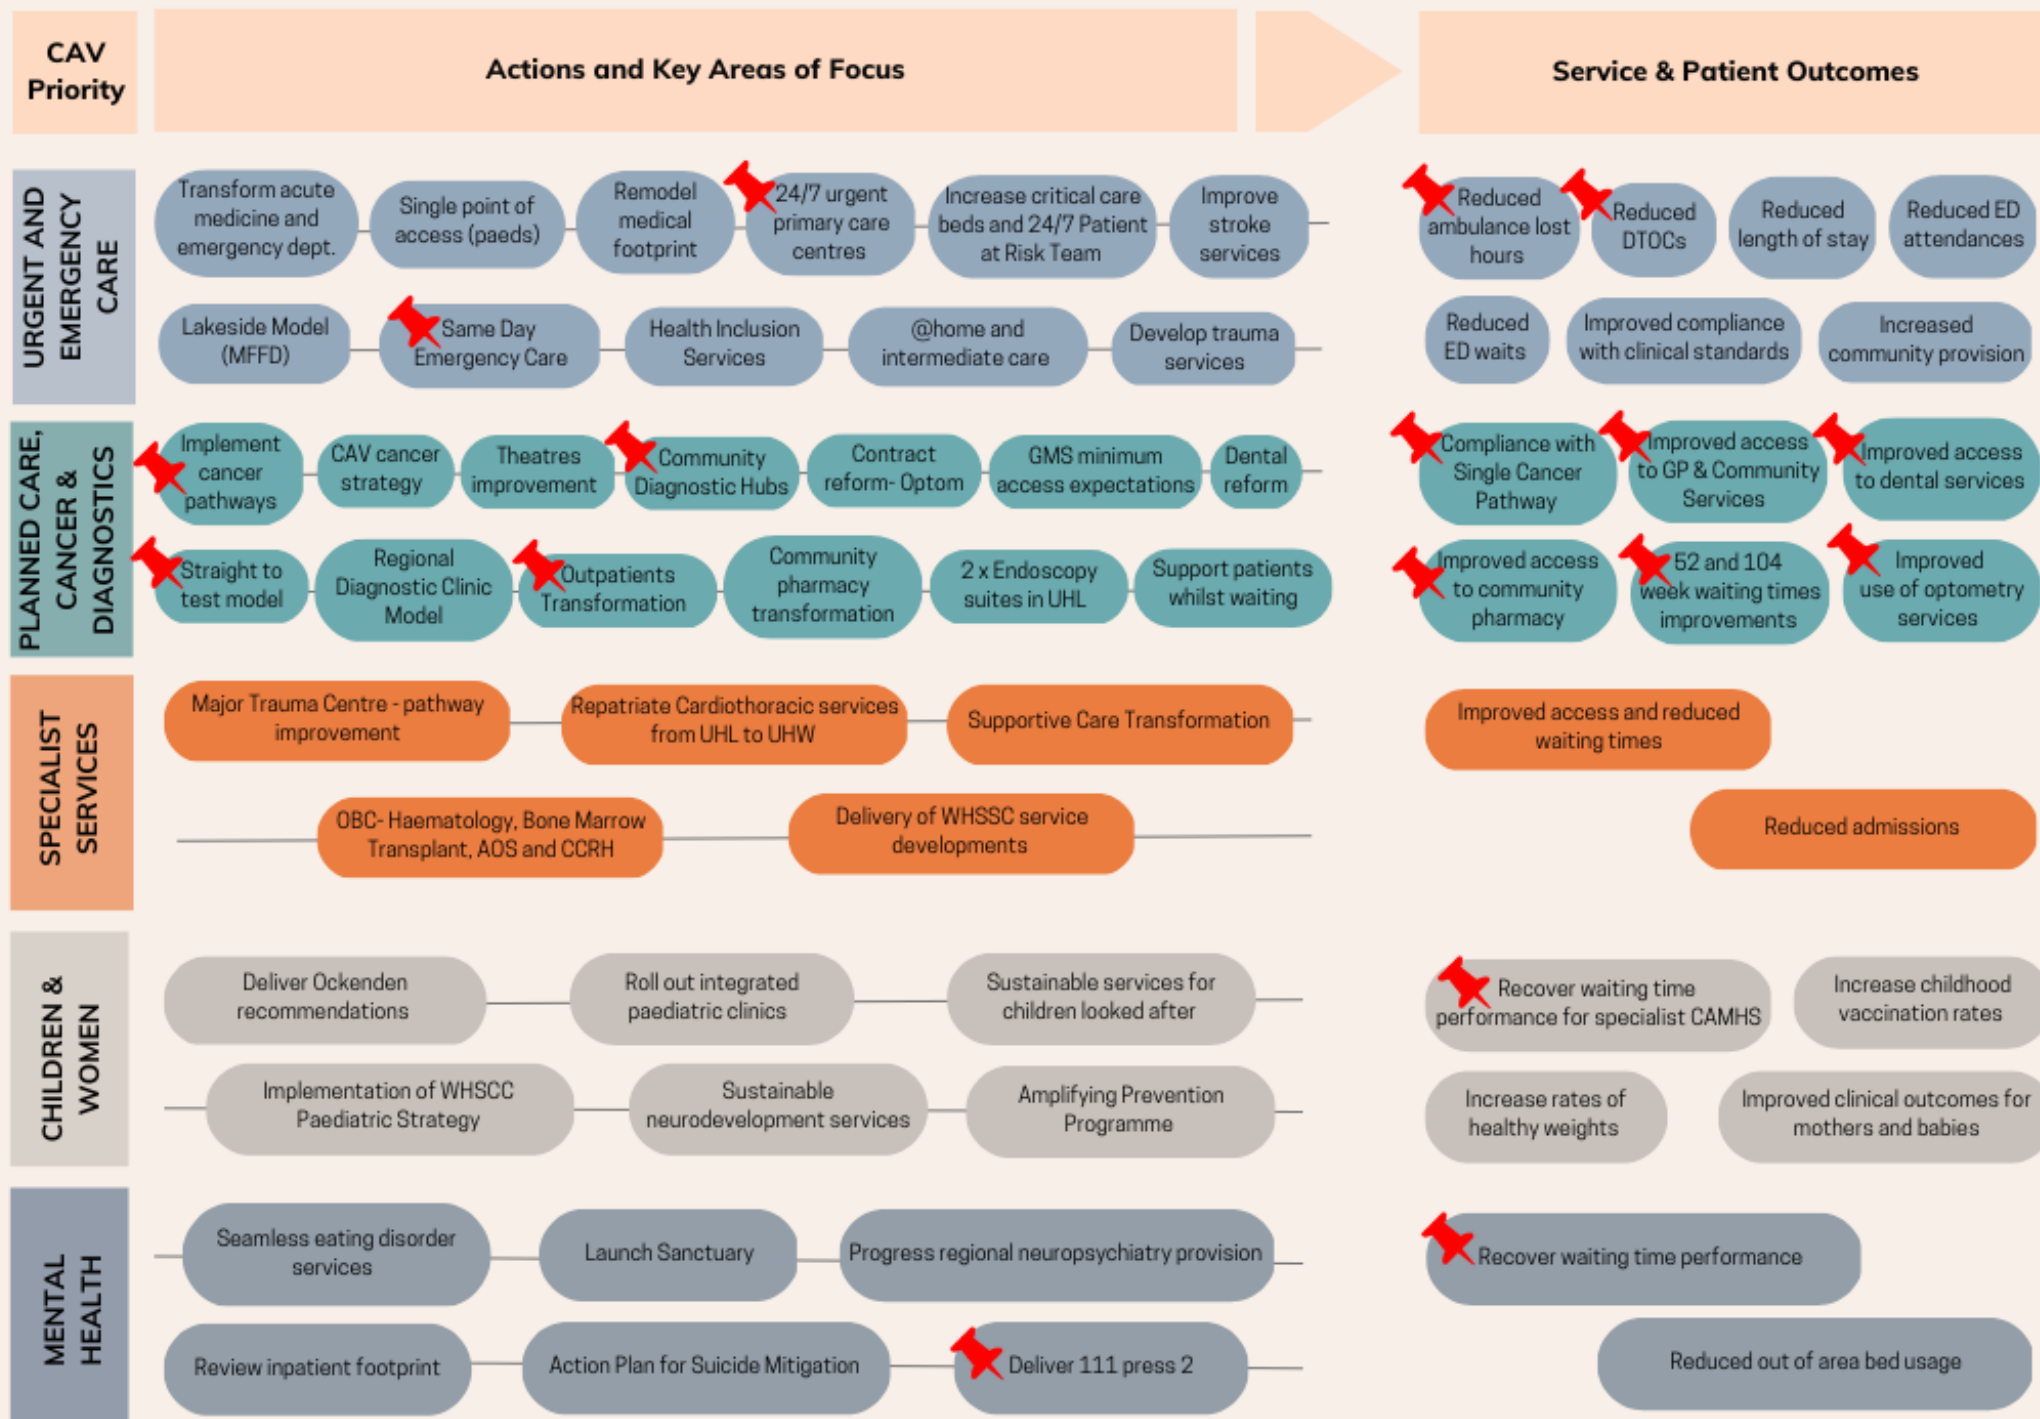 CAV
Priority
Actions and Key Areas of Focus
Service & Patient Outcomes
URGENT AND
EMERGENCY
CARE
Transform acute
medicine and
emergency dept.
Single point of
access (paeds)
Remodel
medical
footprint
24/7 urgent
primary care
centres
Increase critical care
beds and 24/7 Patient
at Risk Team
Improve
stroke
services
Reduced
ambulance lost
hours
Reduced
DTOCs
Reduced
length of stay
Reduced ED
attendances
Lakeside Model
(MFFD)
Same Day
Emergency Care
Health Inclusion
Services
@home and
intermediate care
Develop trauma
services
Reduced
ED waits
Improved compliance
with clinical standards
Increased
community provision
PLANNED CARE,
CANCER &
DIAGNOSTICS
Implement
cancer
pathways
CAV cancer
strategy
Theatres
improvement
Community
Diagnostic Hubs
Contract
reform- Optom
GMS minimum
access expectations
Dental
reform
Compliance with
Single Cancer
Pathway
Improved access
to GP & Community
Services
Improved access
to dental services
Straight to
test model
Regional
Diagnostic Clinic
Model
Outpatients
Transformation
Community
pharmacy
transformation
2 x Endoscopy
suites in UHL
Support patients
whilst waiting
Improved access
to community
pharmacy
52 and 104
week waiting times
improvements
Improved
use of optometry
services
SPECIALIST
SERVICES
Major Trauma Centre - pathway
improvement
Repatriate Cardiothoracic services
from UHL to UHW
Supportive Care Transformation
Improved access and reduced
waiting times
OBC- Haematology, Bone Marrow
Transplant, AOS and CCRH
Delivery of WHSSC service
developments
Reduced admissions
CHILDREN &
WOMEN
Deliver Ockenden
recommendations
Roll out integrated
paediatric clinics
Sustainable services for
children looked after
Recover waiting time
performance for specialist CAMHS
Increase childhood
vaccination rates
Implementation of WHSCC
Paediatric Strategy
Sustainable
neurodevelopment services
Amplifying Prevention
Programme
Increase rates of
healthy weights
Improved clinical outcomes for
mothers and babies
MENTAL
HEALTH
Seamless eating disorder
services
Launch Sanctuary
Progress regional neuropsychiatry provision
Recover waiting time performance
Review inpatient footprint
Action Plan for Suicide Mitigation
Deliver 111 press 2
Reduced out of area bed usage